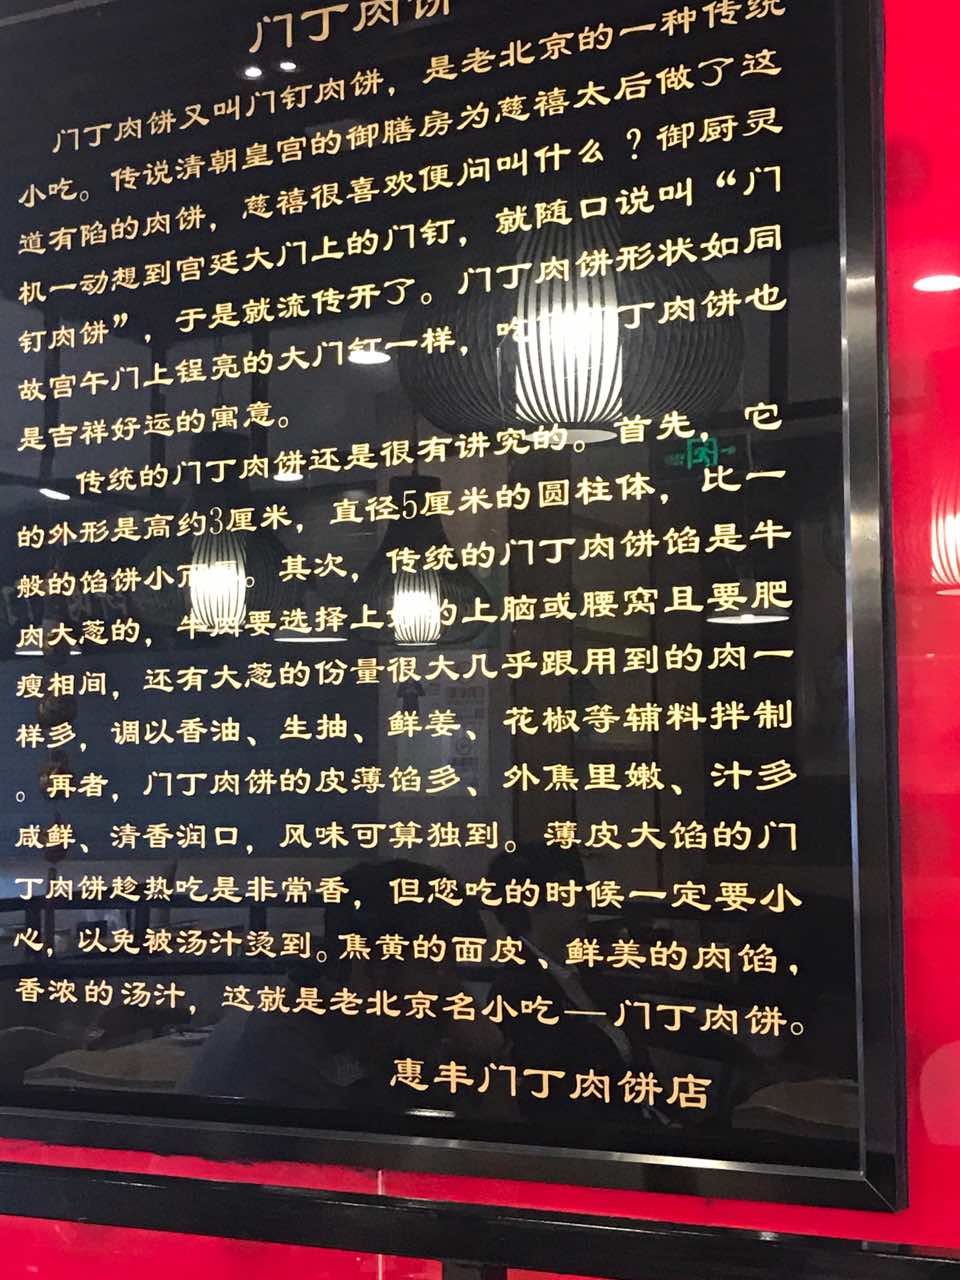 门丁肉饼
门丁肉饼又叫门钉肉饼，是老北京的一种传统
小吃。传说清朝皇宫的御膳房为慈禧太后做了这
道有陷的肉饼，慈禧很喜欢便问叫什么？御厨灵
机一动想到宫廷大门上的门钉，就随口说叫“门
钉肉饼”，于是就流传开了。门丁肉饼形状如同
故宫午门上锃亮的大门钉一样，吃门丁肉饼也
是吉祥好运的寓意。
传统的门丁肉饼还是很有讲究的。首先，它
的外形是高约3厘米，直径5厘米的圆柱体，比一
般的馅饼小。其次，传统的门丁肉饼馅是牛
肉大葱的，牛肉要选择上好的上脑或腰窝且要肥
瘦相间，还有大葱的份量很大几乎跟用到的肉一
样多，调以香油、生抽、鲜姜、花椒等辅料拌制
。再者，门丁肉饼的皮薄馅多、外焦里嫩、汁多
咸鲜、清香润口，风味可算独到。薄皮大馅的门
丁肉饼趁热吃是非常香，但您吃的时候一定要小
心，以免被汤汁烫到。焦黄的面皮、鲜美的肉馅，
香浓的汤汁，这就是老北京名小吃—门丁肉饼。
惠丰门丁肉饼店